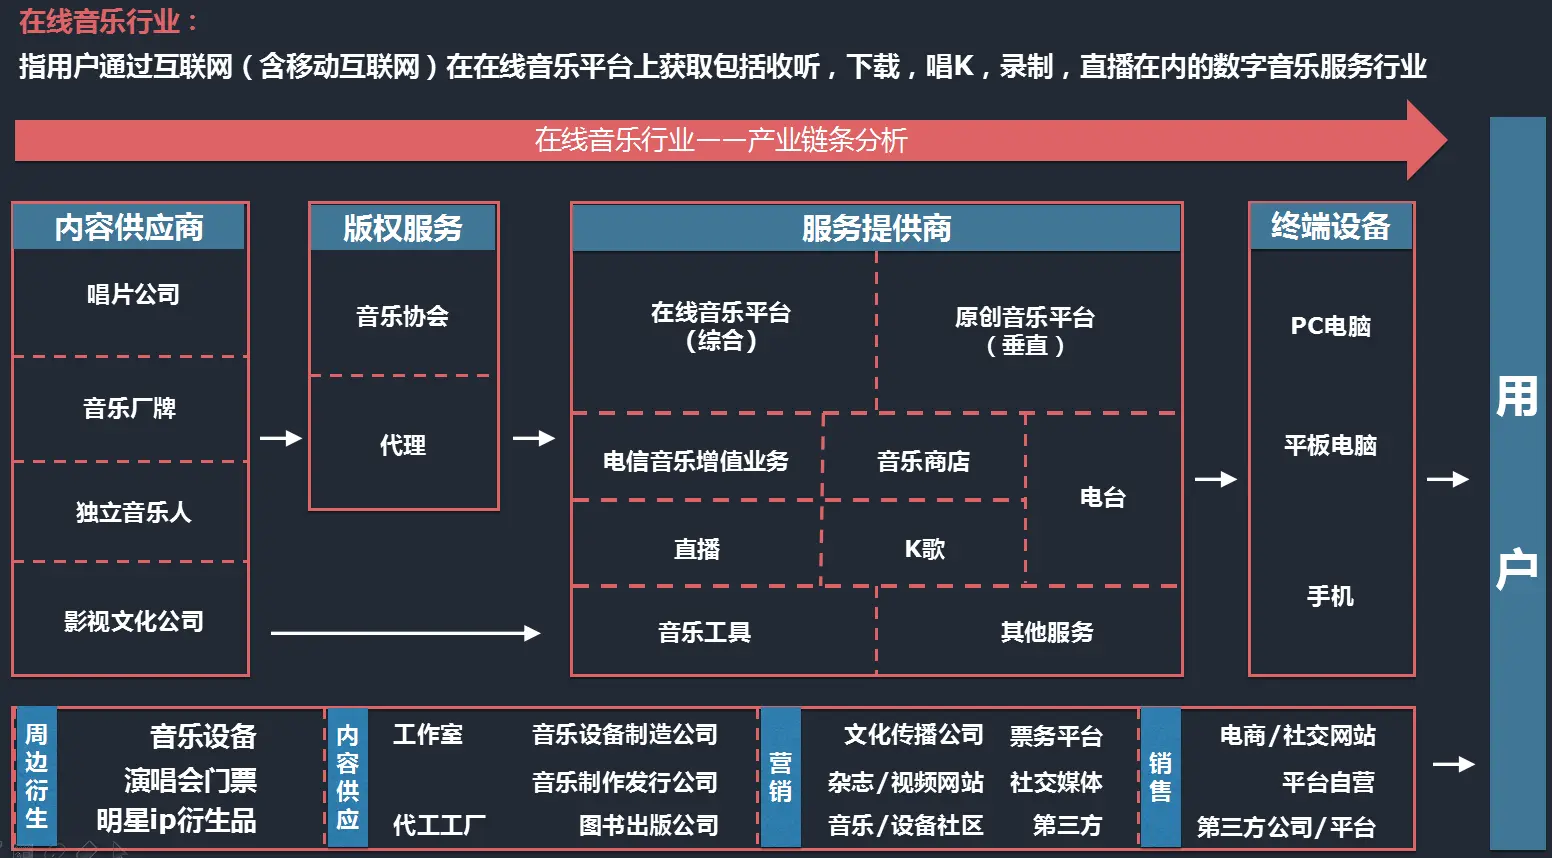 在线音乐行业：
指用户通过互联网（含移动互联网）在在线音乐平台上获取包括收听，下载，唱K，录制，直播在内的数字音乐服务行业
在线音乐行业——产业链条分析
内容供应商
唱片公司
音乐厂牌
独立音乐人
影视文化公司
版权服务
音乐协会
代理
服务提供商
在线音乐平台
（综合）
原创音乐平台
（垂直）
电信音乐增值业务
音乐商店
电台
直播
K歌
音乐工具
其他服务
终端设备
PC电脑
平板电脑
手机
用户
周边衍生
音乐设备
演唱会门票
明星ip衍生品
内容供应
工作室
音乐设备制造公司
音乐制作发行公司
代工工厂
图书出版公司
营销
文化传播公司
票务平台
杂志/视频网站
社交媒体
音乐/设备社区
第三方
销售
电商/社交网站
平台自营
第三方公司/平台